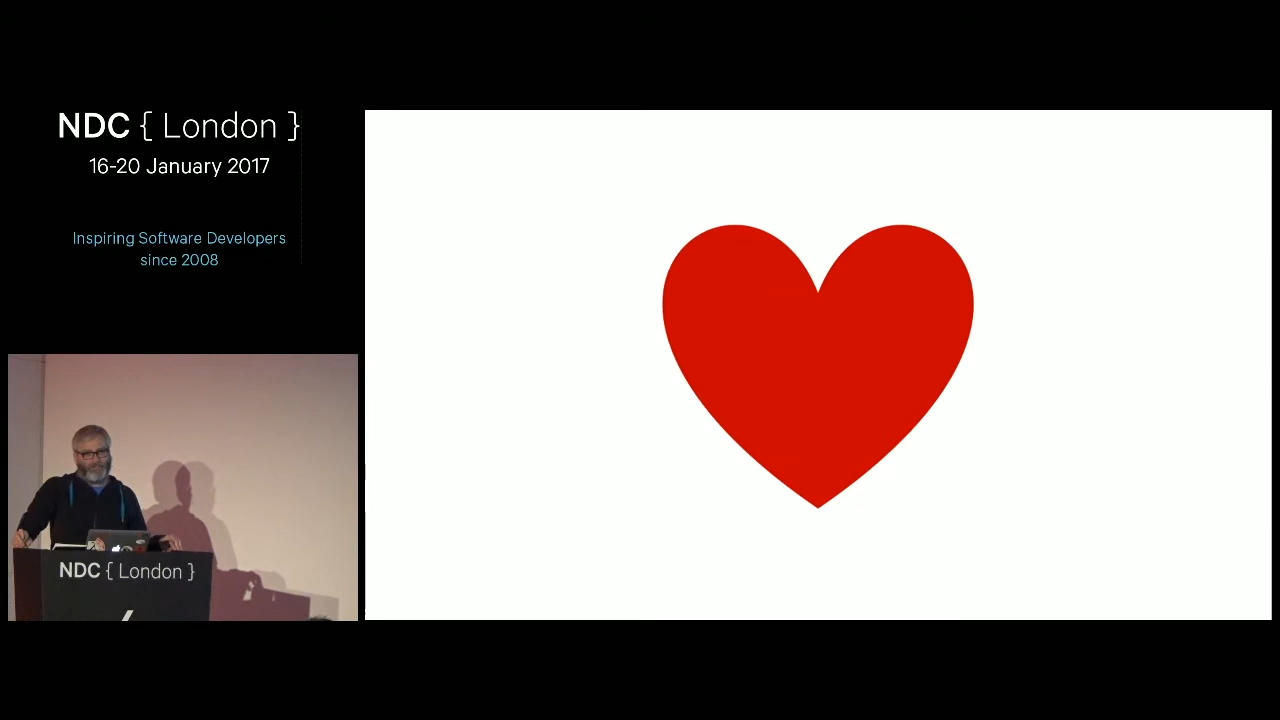 NDC { London }
16-20 January 2017
Inspiring Software Developers
since 2008
NDC { London }